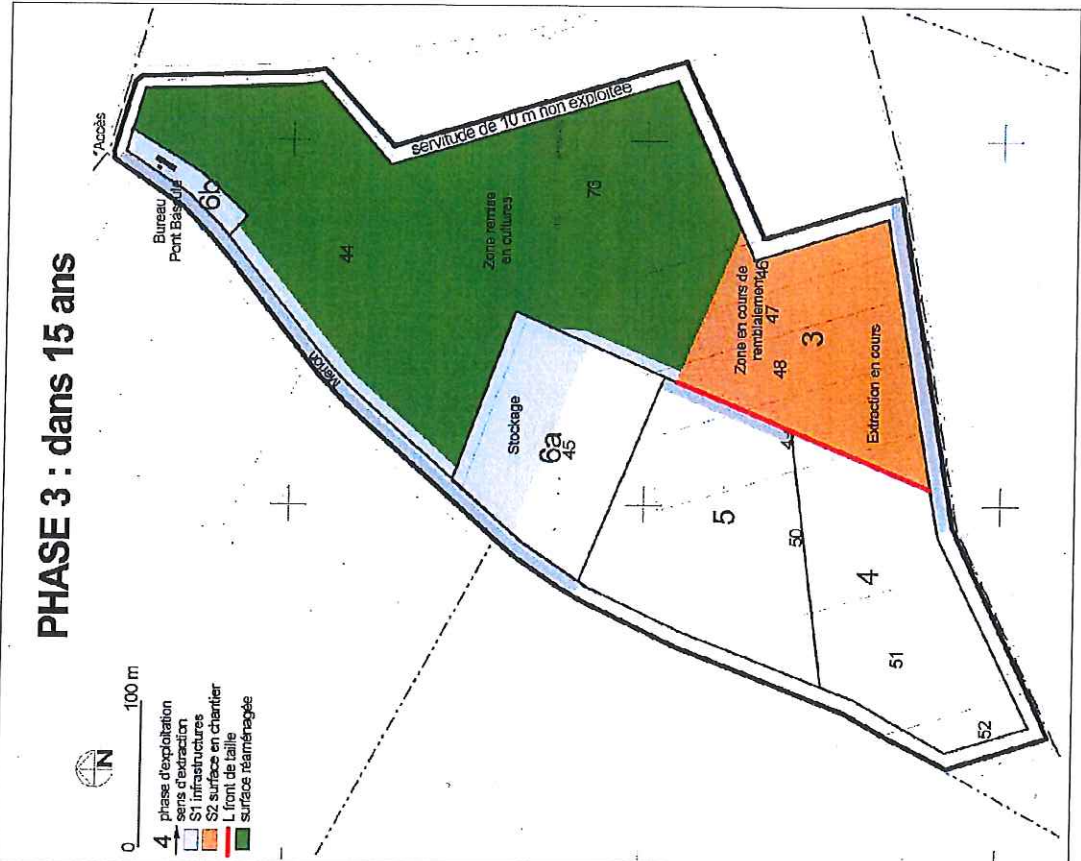 PHASE 3 : dans 15 ans
N
0 100 m
4 phase d'exploitation
sens d'extraction
S1 infrastructures
S2 surface en chantier
L front de taille
surface réaménagée
Accès
Bureau
Pont Bascule
6b
Merlon
44
servitude de 10 m non exploitée
Zone remise
en cultures
73
Stockage
6a
45
Zone en cours de
remblaiement
46
47
48
3
Extraction en cours
5
50
4
51
52